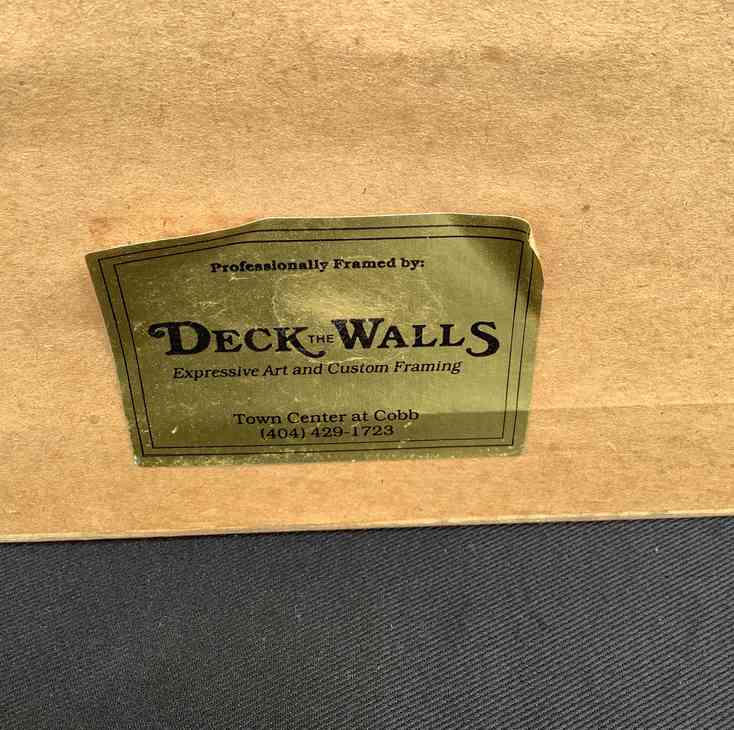 Professionally Framed by:
DECK THE WALLS
Expressive Art and Custom Framing
Town Center at Cobb
(404) 429-1723